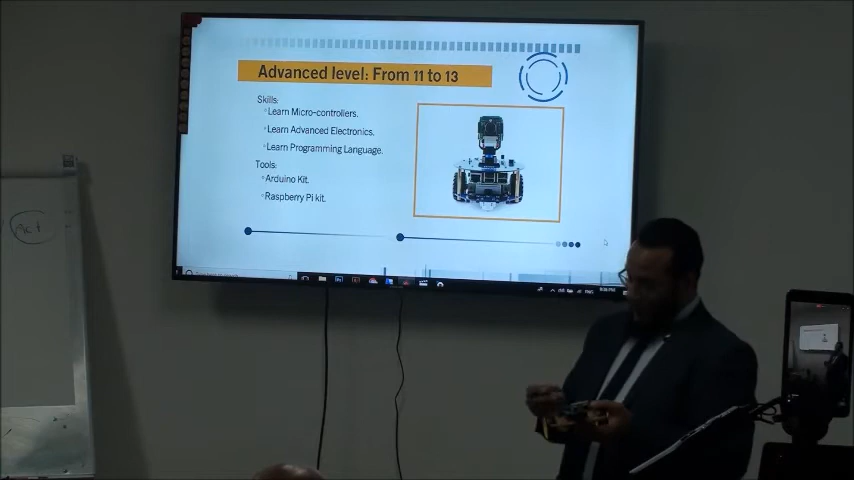 Advanced level: From 11 to 13
Skills:
Learn Micro-controllers.
Learn Advanced Electronics.
Learn Programming Language.
Tools:
Arduino Kit.
Raspberry Pi kit.